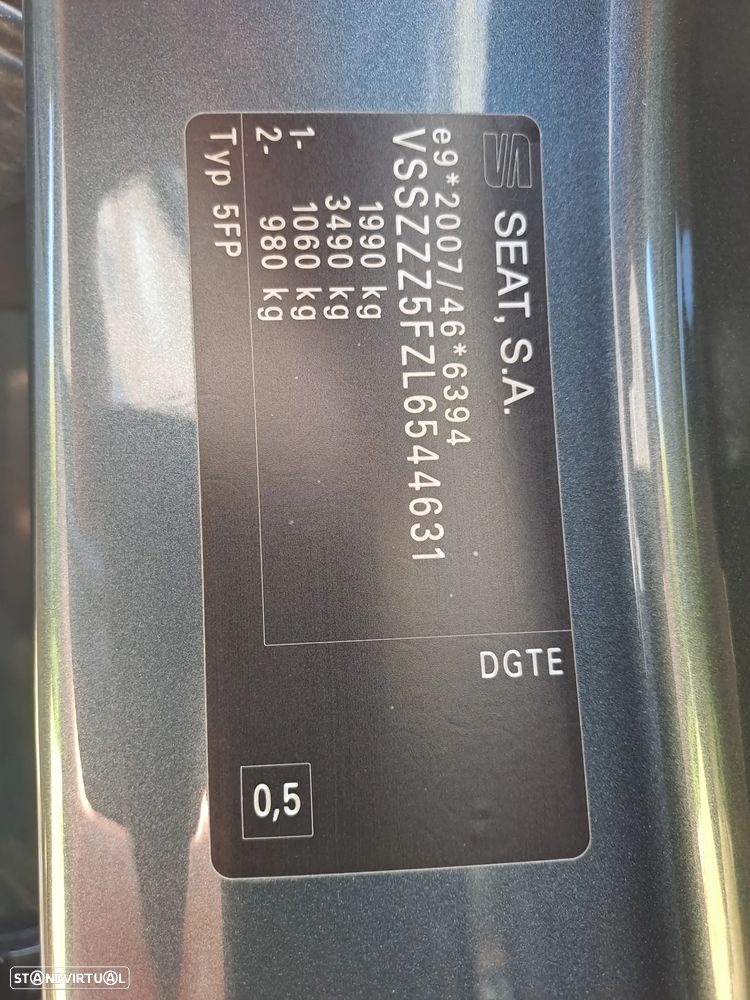 SEAT, S.A.
e9*2007/46*6394
VSSZZZ5FZL6544631
1990 kg
3490 kg
1- 1060 kg
2- 980 kg
Typ 5FP
DGTE
0,5
STANDVIRTUAL